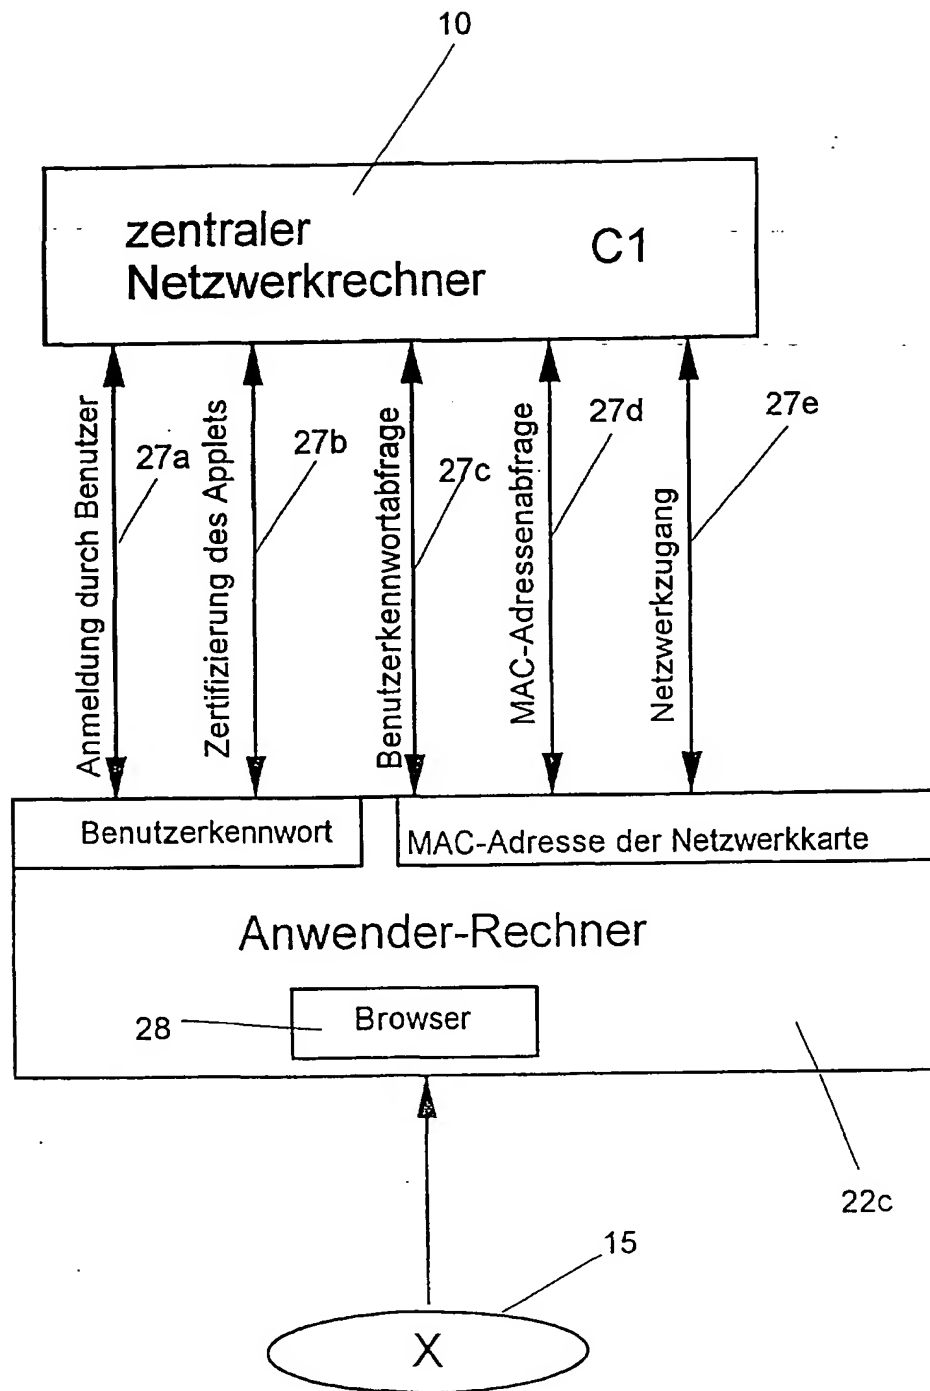 10
zentraler
Netzwerkrechner
C1
Anmeldung durch Benutzer
27a
Zertifizierung des Applets
27b
Benutzerkennwortabfrage
27c
MAC-Adressenabfrage
27d
Netzwerkzugang
27e
Benutzerkennwort
MAC-Adresse der Netzwerkkarte
Anwender-Rechner
28
Browser
22c
15
X